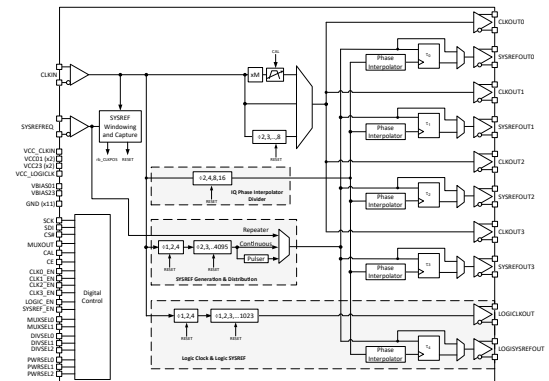 CLKIN
SYSREFREQ
VCC_CLKIN
VCC01 (x2)
VCC23 (x2)
VCC_LOGICLK
VBIAS01
VBIAS23
GND (x11)
SCK
SDI
CS#
MUXOUT
CAL
CE
CLK0_EN
CLK1_EN
CLK2_EN
CLK3_EN
LOGIC_EN
SYSREF_EN
MUXSEL0
MUXSEL1
DIVSEL0
DIVSEL1
DIVSEL2
PWRSEL0
PWRSEL1
PWRSEL2
Digital
Control
SYSREF
Windowing
and Capture
rb_CLKPOS
RESET
CAL
xM
÷2,3,..,8
RESET
÷2,4,8,16
RESET
IQ Phase Interpolator
Divider
Repeater
Continuous
Pulser
÷1,2,4
÷2,3,..4095
RESET
RESET
SYSREF Generation & Distribution
÷1,2,4
÷1,2,3,...1023
RESET
RESET
Logic Clock & Logic SYSREF
CLKOUT0
Phase
Interpolator
τ0
SYSREFOUT0
CLKOUT1
Phase
Interpolator
τ1
SYSREFOUT1
CLKOUT2
Phase
Interpolator
τ2
SYSREFOUT2
CLKOUT3
Phase
Interpolator
τ3
SYSREFOUT3
LOGICLKOUT
Phase
Interpolator
τ4
LOGISYSREFOUT